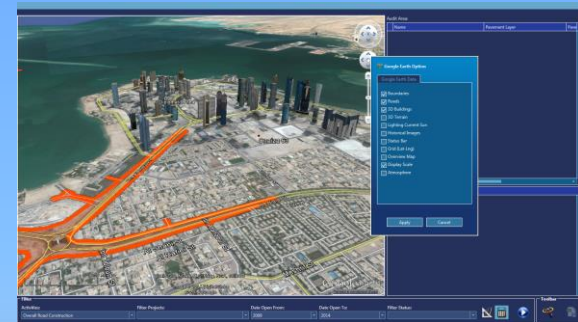 Name
Pavement Layer
Google Earth Option
Google Earth Data
Boundaries
Roads
3D Buildings
3D Terrain
Lighting Current Sun
Historical Images
Status Bar
Grid (Lat-Lng)
Overview Map
Display Scale
Atmosphere
Apply
Cancel
Filter
Toolbar
Activities:
Filter Projects:
Date Open From:
Date Open To:
Filter Status:
Overall Road Construction
2008
2014